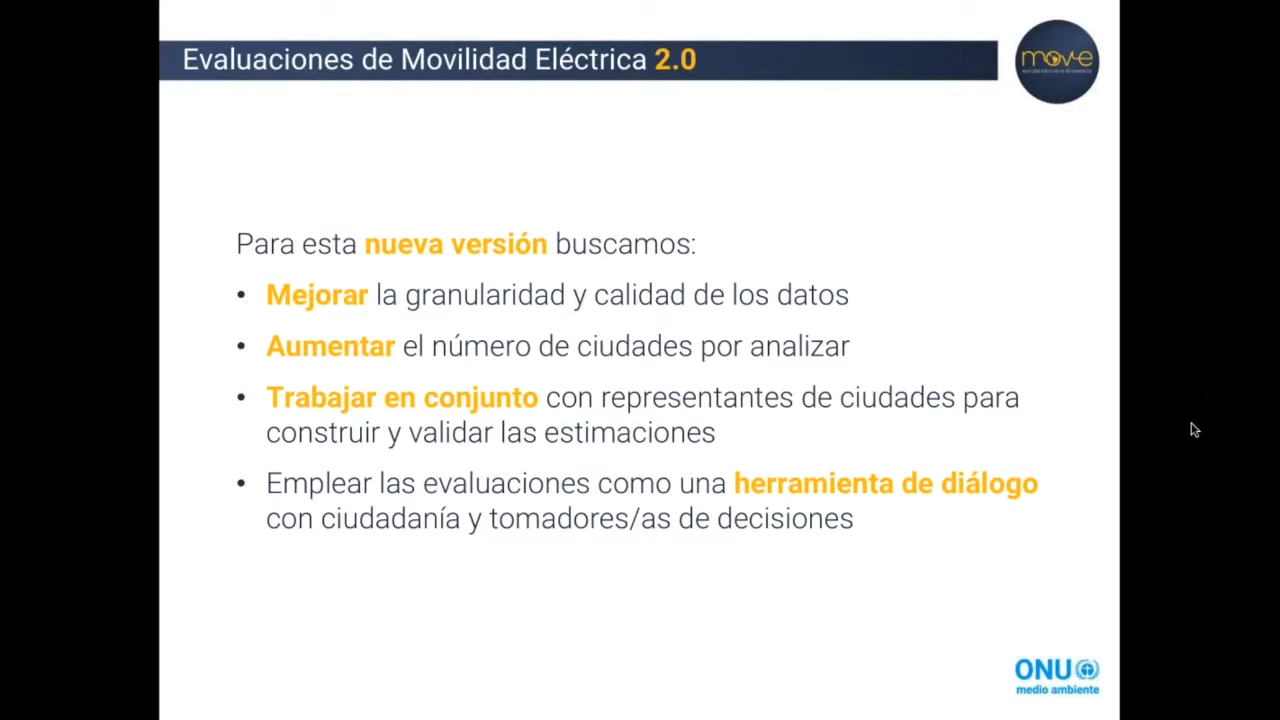 Evaluaciones de Movilidad Eléctrica 2.0
move
Para esta nueva versión buscamos:
• Mejorar la granularidad y calidad de los datos
• Aumentar el número de ciudades por analizar
• Trabajar en conjunto con representantes de ciudades para
construir y validar las estimaciones
• Emplear las evaluaciones como una herramienta de diálogo
con ciudadanía y tomadores/as de decisiones
ONU
medio ambiente